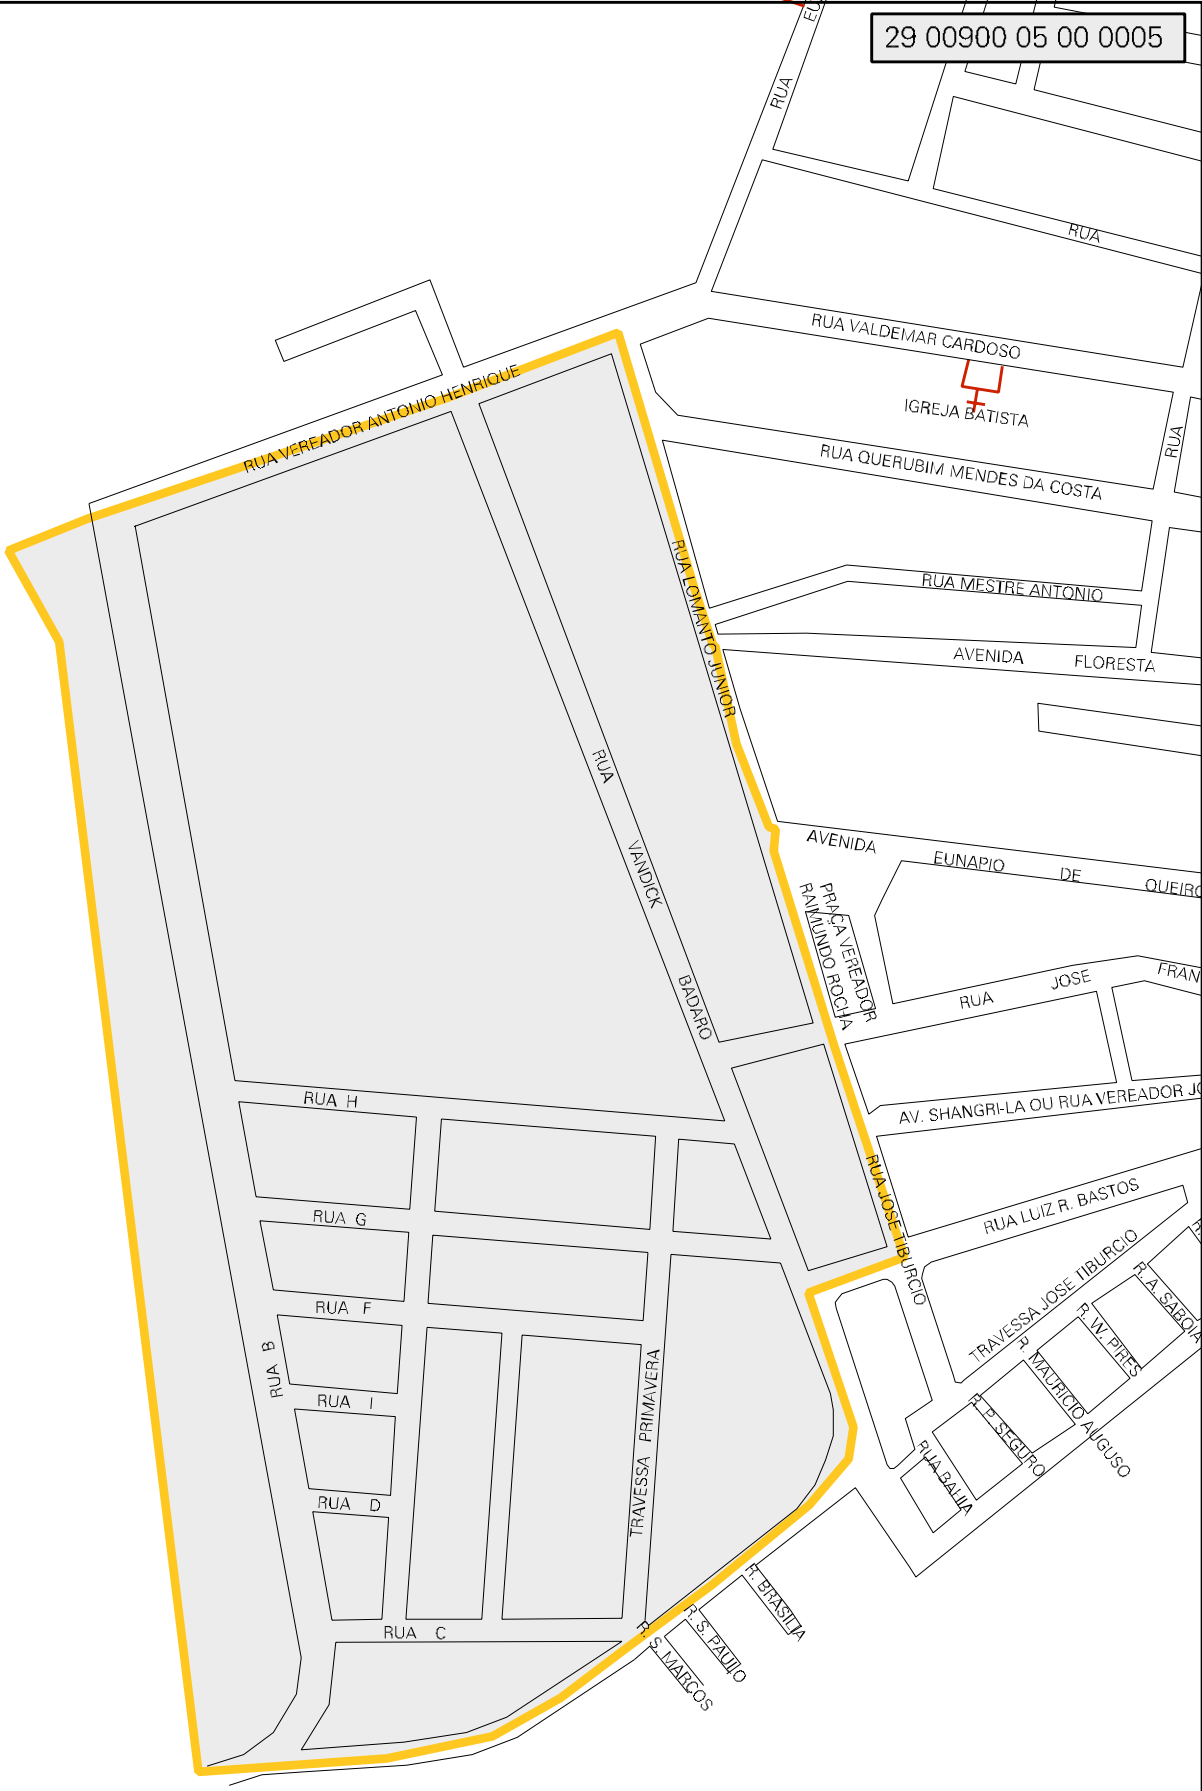 29 00900 05 00 0005
RUA
RUA
RUA VALDEMAR CARDOSO
IGREJA BATISTA
RUA
RUA VEREADOR ANTONIO HENRIQUE
RUA QUERUBIM MENDES DA COSTA
RUA LOMANTO JUNIOR
RUA MESTRE ANTONIO
AVENIDA FLORESTA
RUA VANDICK BADARO
AVENIDA EUNAPIO DE QUEIRO
PRAÇA VEREADOR
RAIMUNDO ROCHA
RUA JOSE FRAN
RUA H
AV. SHANGRI-LA OU RUA VEREADOR JO
RUA JOSE TIBURCIO
RUA LUIZ R. BASTOS
RUA G
TRAVESSA JOSE TIBURCIO
R. A. SABOIA
RUA F
R. W. PIRES
RUA B
R. MAURICIO AUGUSO
TRAVESSA PRIMAVERA
RUA I
R. P. SEGURO
RUA BAHIA
RUA D
R. BRASILIA
R. S. PAULO
RUA C
R. S. MARCOS